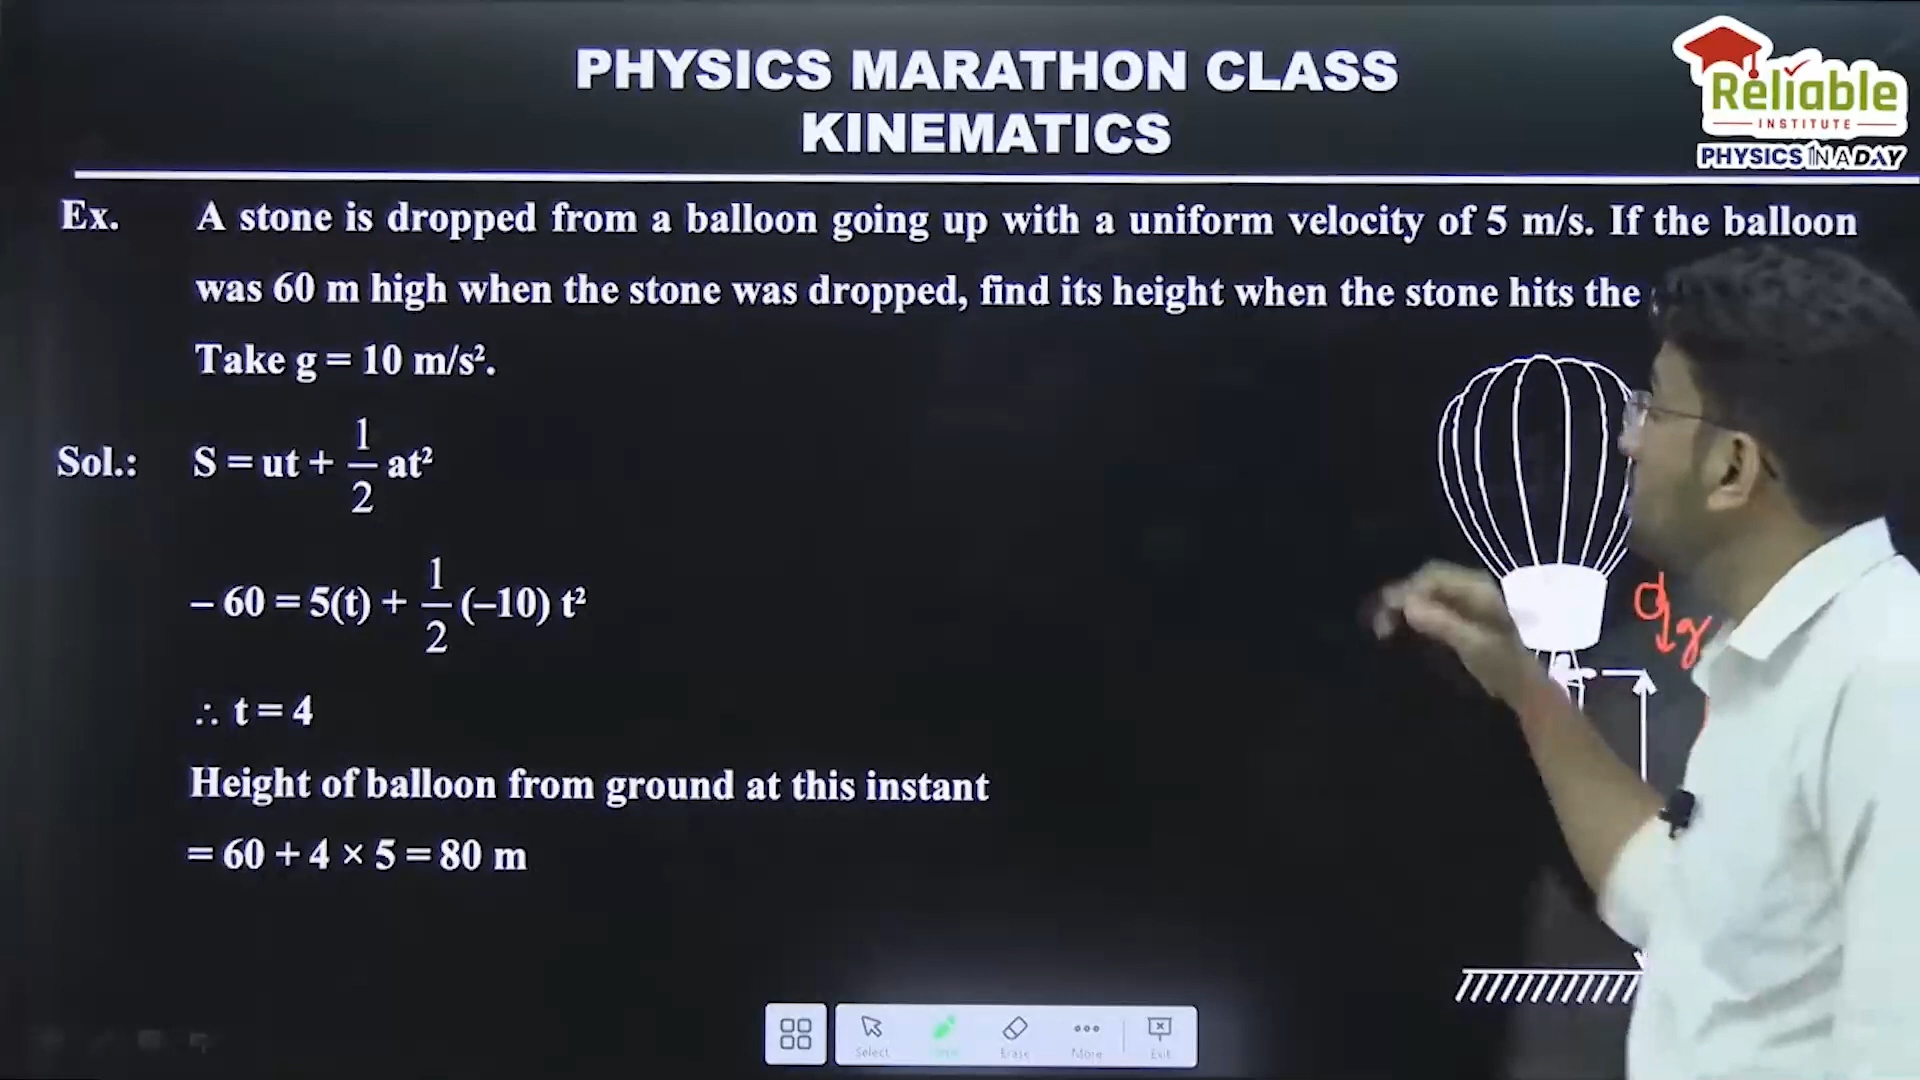 PHYSICS MARATHON CLASS
KINEMATICS
Reliable
INSTITUTE
PHYSICS IN A DAY
Ex. A stone is dropped from a balloon going up with a uniform velocity of 5 m/s. If the balloon
was 60 m high when the stone was dropped, find its height when the stone hits the
Take g = 10 m/s².
Sol.: S = ut + 1/2 at²
– 60 = 5(t) + 1/2 (–10) t²
∴ t = 4
Height of balloon from ground at this instant
= 60 + 4 × 5 = 80 m
g
Select
Erase
More
Exit